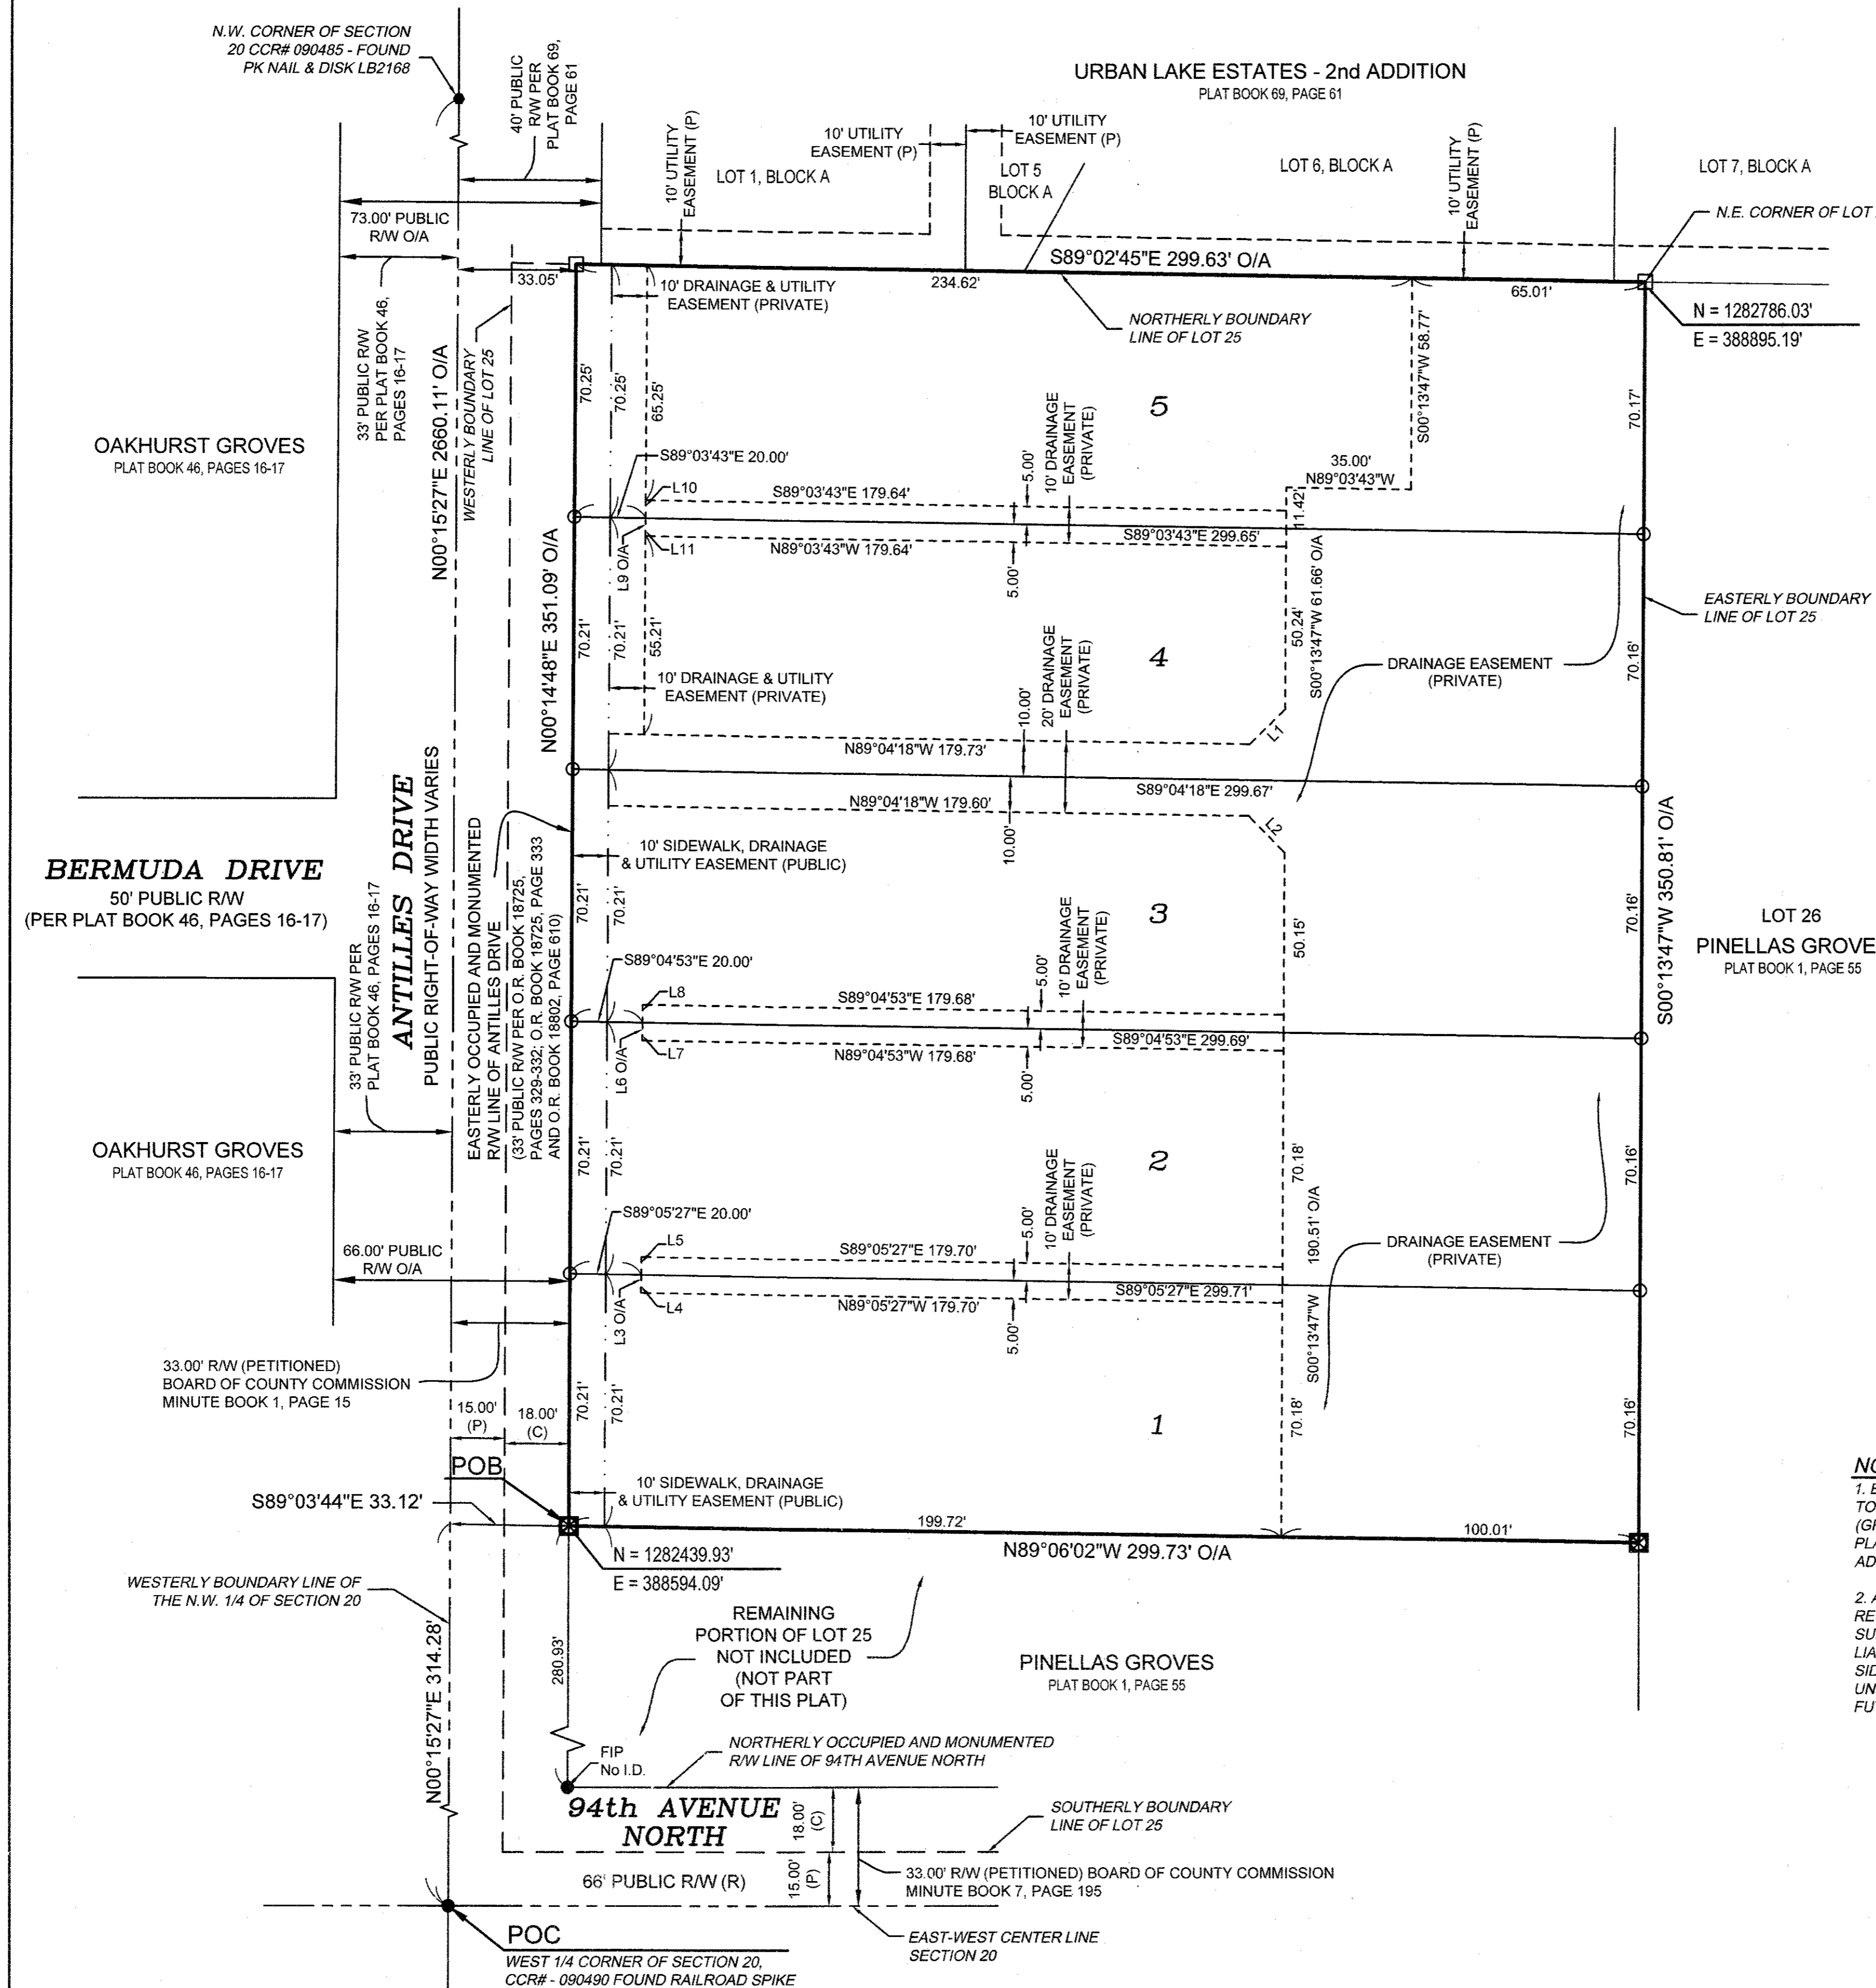 N.W. CORNER OF SECTION
20 CCR# 090485 - FOUND
PK NAIL & DISK LB2168
40' PUBLIC
R/W PER
PLAT BOOK 69,
PAGE 61
URBAN LAKE ESTATES - 2nd ADDITION
PLAT BOOK 69, PAGE 61
10' UTILITY
EASEMENT (P)
10' UTILITY
EASEMENT (P)
10' UTILITY
EASEMENT (P)
10' UTILITY
EASEMENT (P)
LOT 1, BLOCK A
LOT 5
BLOCK A
LOT 6, BLOCK A
LOT 7, BLOCK A
N.E. CORNER OF LOT
73.00' PUBLIC
R/W O/A
33.05'
S89°02'45"E 299.63' O/A
234.62'
65.01'
N = 1282786.03'
E = 388895.19'
10' DRAINAGE & UTILITY
EASEMENT (PRIVATE)
NORTHERLY BOUNDARY
LINE OF LOT 25
33' PUBLIC R/W
PER PLAT BOOK 46,
PAGES 16-17
N00°15'27"E 2660.11' O/A
WESTERLY BOUNDARY
LINE OF LOT 25
OAKHURST GROVES
PLAT BOOK 46, PAGES 16-17
70.25'
70.25'
65.25'
5
S00°13'47"W 58.77'
70.17'
S89°03'43"E 20.00'
L10
S89°03'43"E 179.64'
5.00'
10' DRAINAGE
EASEMENT
(PRIVATE)
35.00'
N89°03'43"W
11.42'
L9 O/A
L11
N89°03'43"W 179.64'
S89°03'43"E 299.65'
5.00'
N00°14'48"E 351.09' O/A
70.21'
70.21'
55.21'
50.24'
S00°13'47"W 61.66' O/A
EASTERLY BOUNDARY
LINE OF LOT 25
4
70.16'
DRAINAGE EASEMENT
(PRIVATE)
10' DRAINAGE & UTILITY
EASEMENT (PRIVATE)
10.00'
20' DRAINAGE
EASEMENT
(PRIVATE)
L1
N89°04'18"W 179.73'
S89°04'18"E 299.67'
N89°04'18"W 179.60'
10.00'
L2
S00°13'47"W 350.81' O/A
BERMUDA DRIVE
50' PUBLIC R/W
(PER PLAT BOOK 46, PAGES 16-17)
ANTILLES DRIVE
PUBLIC RIGHT-OF-WAY WIDTH VARIES
33' PUBLIC R/W PER
PLAT BOOK 46, PAGES 16-17
EASTERLY OCCUPIED AND MONUMENTED
R/W LINE OF ANTILLES DRIVE
(33' PUBLIC R/W PER O.R. BOOK 18725,
PAGES 329-332; O.R. BOOK 18725, PAGE 333
AND O.R. BOOK 18802, PAGE 610)
10' SIDEWALK, DRAINAGE
& UTILITY EASEMENT (PUBLIC)
70.21'
70.21'
3
50.15'
70.16'
LOT 26
PINELLAS GROVE
PLAT BOOK 1, PAGE 55
S89°04'53"E 20.00'
L8
S89°04'53"E 179.68'
5.00'
10' DRAINAGE
EASEMENT
(PRIVATE)
L6 O/A
L7
N89°04'53"W 179.68'
S89°04'53"E 299.69'
5.00'
OAKHURST GROVES
PLAT BOOK 46, PAGES 16-17
70.21'
70.21'
2
70.18'
70.16'
S00°13'47"W 190.51' O/A
DRAINAGE EASEMENT
(PRIVATE)
66.00' PUBLIC
R/W O/A
S89°05'27"E 20.00'
L5
S89°05'27"E 179.70'
5.00'
10' DRAINAGE
EASEMENT
(PRIVATE)
L3 O/A
L4
N89°05'27"W 179.70'
S89°05'27"E 299.71'
5.00'
33.00' R/W (PETITIONED)
BOARD OF COUNTY COMMISSION
MINUTE BOOK 1, PAGE 15
15.00'
(P)
18.00'
(C)
70.21'
70.21'
1
70.18'
70.16'
POB
S89°03'44"E 33.12'
10' SIDEWALK, DRAINAGE
& UTILITY EASEMENT (PUBLIC)
199.72'
100.01'
N89°06'02"W 299.73' O/A
N = 1282439.93'
E = 388594.09'
WESTERLY BOUNDARY LINE OF
THE N.W. 1/4 OF SECTION 20
N00°15'27"E 314.28'
280.93'
REMAINING
PORTION OF LOT 25
NOT INCLUDED
(NOT PART
OF THIS PLAT)
PINELLAS GROVES
PLAT BOOK 1, PAGE 55
1. E
TO
(GI
PLA
AD
2. A
RE
SU
LIA
SID
UN
FU
FIP
No I.D.
NORTHERLY OCCUPIED AND MONUMENTED
R/W LINE OF 94TH AVENUE NORTH
94th AVENUE
NORTH
18.00'
(C)
SOUTHERLY BOUNDARY
LINE OF LOT 25
66' PUBLIC R/W (R)
15.00'
(P)
33.00' R/W (PETITIONED) BOARD OF COUNTY COMMISSION
MINUTE BOOK 7, PAGE 195
EAST-WEST CENTER LINE
SECTION 20
POC
WEST 1/4 CORNER OF SECTION 20,
CCR# - 090490 FOUND RAILROAD SPIKE